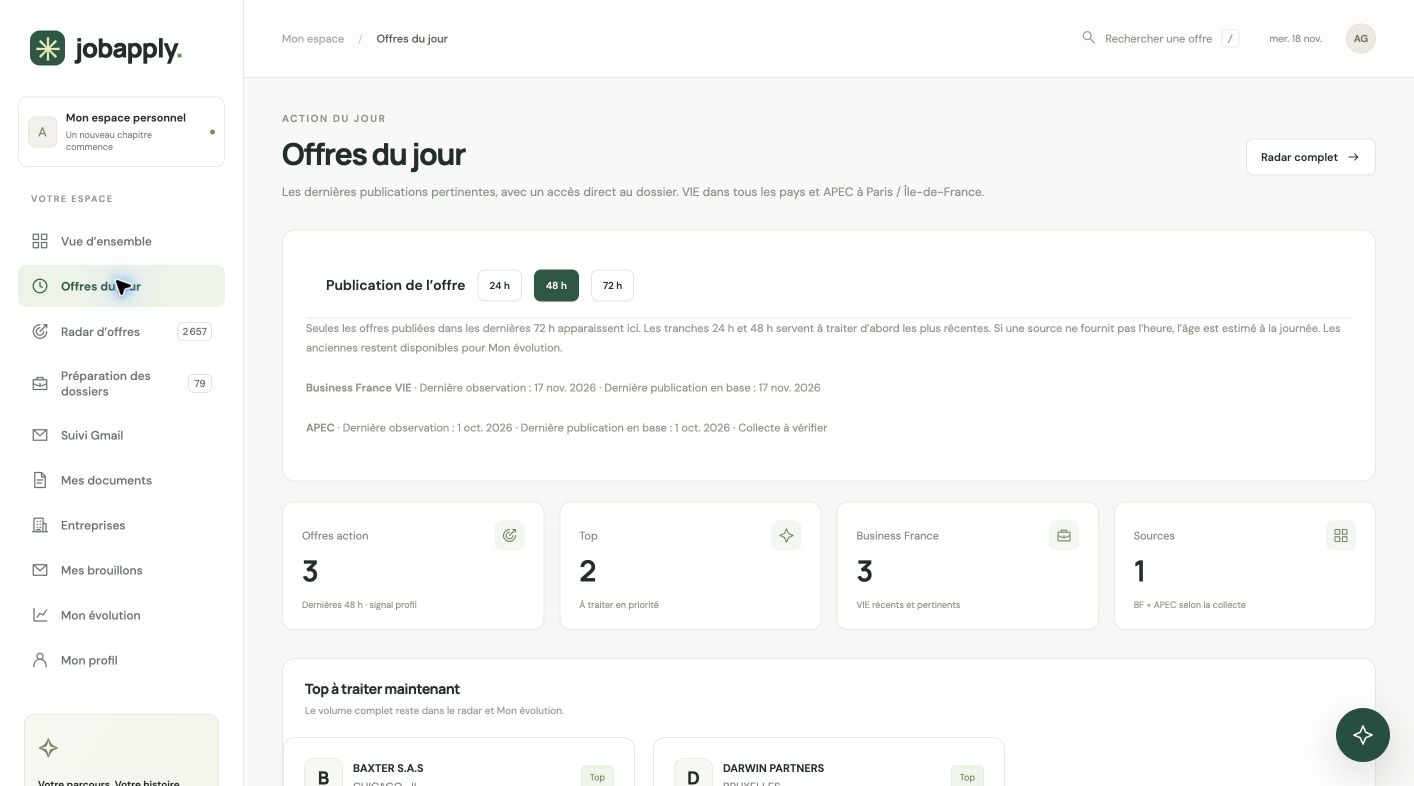 jobapply.
Mon espace / Offres du jour
Rechercher une offre /
mer. 18 nov.
AG
A
Mon espace personnel
Un nouveau chapitre
commence
VOTRE ESPACE
Vue d'ensemble
Offres du jour
Radar d'offres 2 657
Préparation des
dossiers 79
Suivi Gmail
Mes documents
Entreprises
Mes brouillons
Mon évolution
Mon profil
Votre parcours. Votre histoire
ACTION DU JOUR
Offres du jour
Radar complet →
Les dernières publications pertinentes, avec un accès direct au dossier. VIE dans tous les pays et APEC à Paris / Île-de-France.
Publication de l'offre 24 h 48 h 72 h
Seules les offres publiées dans les dernières 72 h apparaissent ici. Les tranches 24 h et 48 h servent à traiter d'abord les plus récentes. Si une source ne fournit pas l'heure, l'âge est estimé à la journée. Les
anciennes restent disponibles pour Mon évolution.
Business France VIE · Dernière observation : 17 nov. 2026 · Dernière publication en base : 17 nov. 2026
APEC · Dernière observation : 1 oct. 2026 · Dernière publication en base : 1 oct. 2026 · Collecte à vérifier
Offres action
3
Dernières 48 h · signal profil
Top
2
À traiter en priorité
Business France
3
VIE récents et pertinents
Sources
1
BF + APEC selon la collecte
Top à traiter maintenant
Le volume complet reste dans le radar et Mon évolution.
B
BAXTER S.A.S
Top
D
DARWIN PARTNERS
BRUXELLES
Top